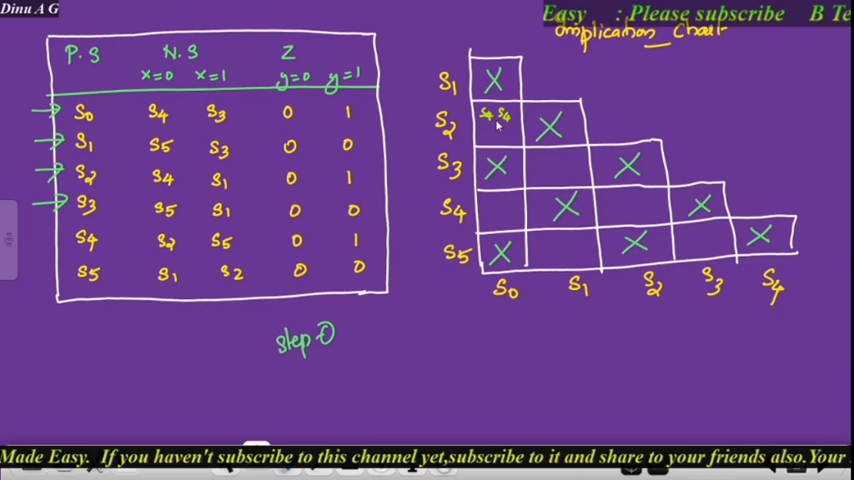 Dinu A G
Easy : Please subscribe B Te
Implication Chart
P.S N.S Z
x=0 x=1 y=0 y=1
S0 S4 S3 0 1
S1 S5 S3 0 0
S2 S4 S1 0 1
S3 S5 S1 0 0
S4 S2 S5 0 1
S5 S1 S2 0 0
S1 X
S2 S4 S4 X
S3 X X
S4 X X
S5 X X X
S0 S1 S2 S3 S4
step-0
Made Easy. If you haven't subscribe to this channel yet,subscribe to it and share to your friends also.Your